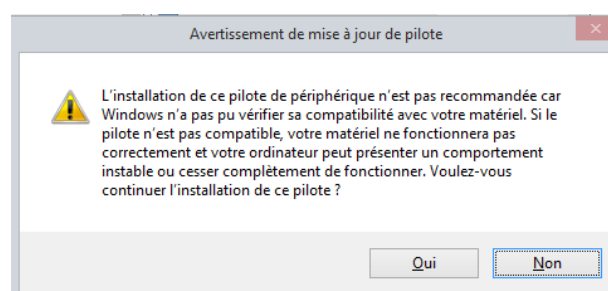 Avertissement de mise à jour de pilote
L'installation de ce pilote de périphérique n'est pas recommandée car
Windows n'a pas pu vérifier sa compatibilité avec votre matériel. Si le
pilote n'est pas compatible, votre matériel ne fonctionnera pas
correctement et votre ordinateur peut présenter un comportement
instable ou cesser complètement de fonctionner. Voulez-vous
continuer l'installation de ce pilote ?
Oui
Non